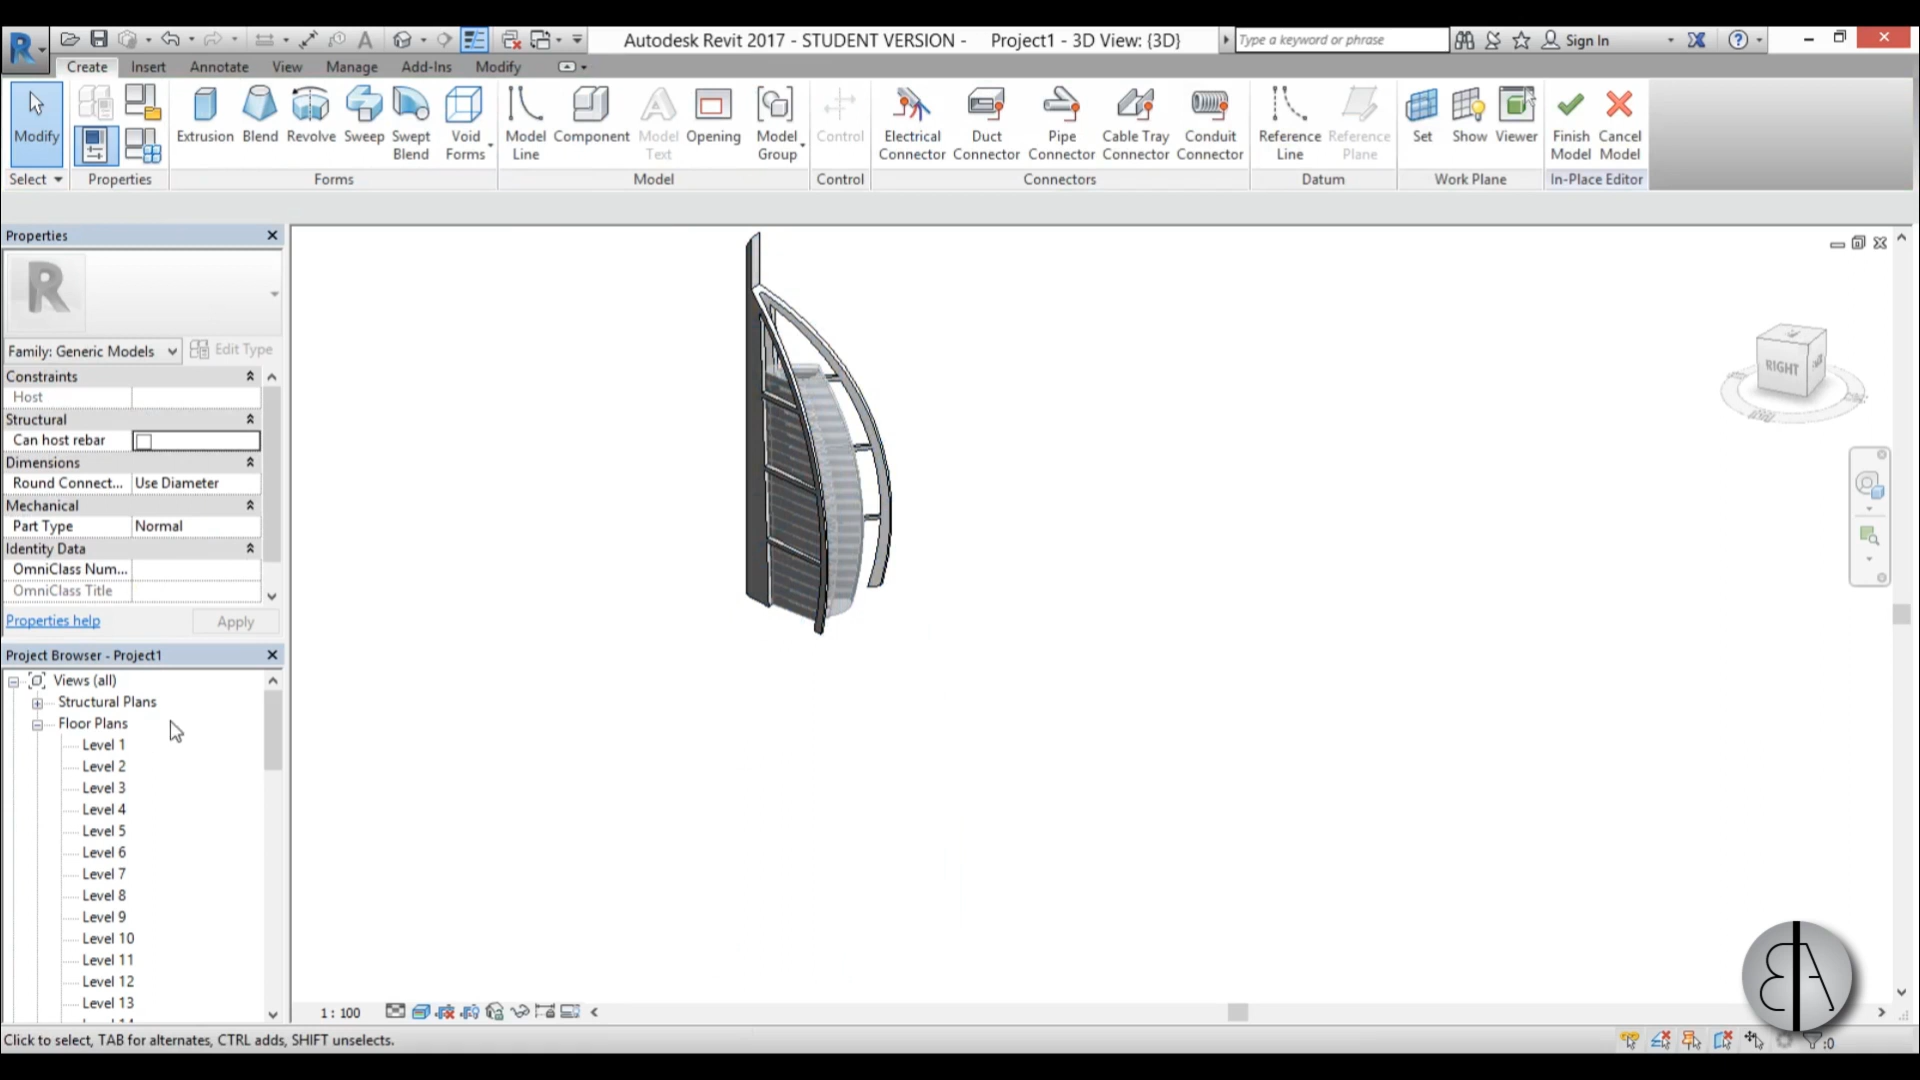 Autodesk Revit 2017 - STUDENT VERSION - Project1 - 3D View: {3D}
Type a keyword or phrase
Sign In
Create Insert Annotate View Manage Add-Ins Modify
Modify
Extrusion Blend Revolve Sweep Swept Blend Void Forms
Model Line Component Model Text Opening Model Group
Control
Electrical Connector Duct Connector Pipe Connector Cable Tray Connector Conduit Connector
Reference Line Reference Plane
Set Show Viewer
Finish Model Cancel Model
Select Properties Forms Model Control Connectors Datum Work Plane In-Place Editor
Properties
R
Family: Generic Models Edit Type
Constraints
Host
Structural
Can host rebar
Dimensions
Round Connect... Use Diameter
Mechanical
Part Type Normal
Identity Data
OmniClass Num...
OmniClass Title
Properties help Apply
Project Browser - Project1
Views (all)
Structural Plans
Floor Plans
Level 1
Level 2
Level 3
Level 4
Level 5
Level 6
Level 7
Level 8
Level 9
Level 10
Level 11
Level 12
Level 13
RIGHT
1 : 100
Click to select, TAB for alternates, CTRL adds, SHIFT unselects.
:0